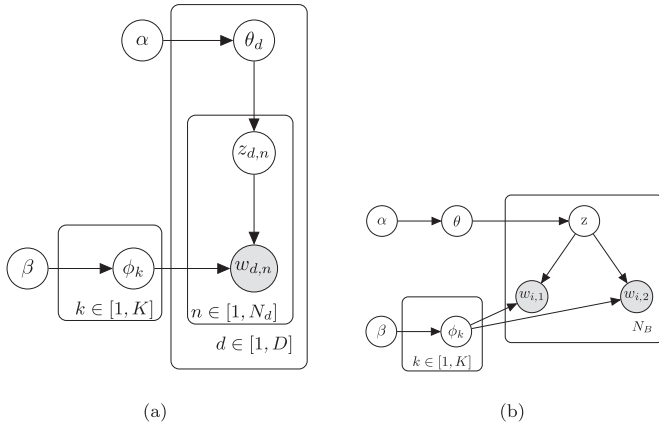 α
θ_d
z_{d,n}
β
ϕ_k
w_{d,n}
k ∈ [1, K]
n ∈ [1, N_d]
d ∈ [1, D]
(a)
α
θ
z
w_{i,1}
w_{i,2}
β
ϕ_k
N_B
k ∈ [1, K]
(b)